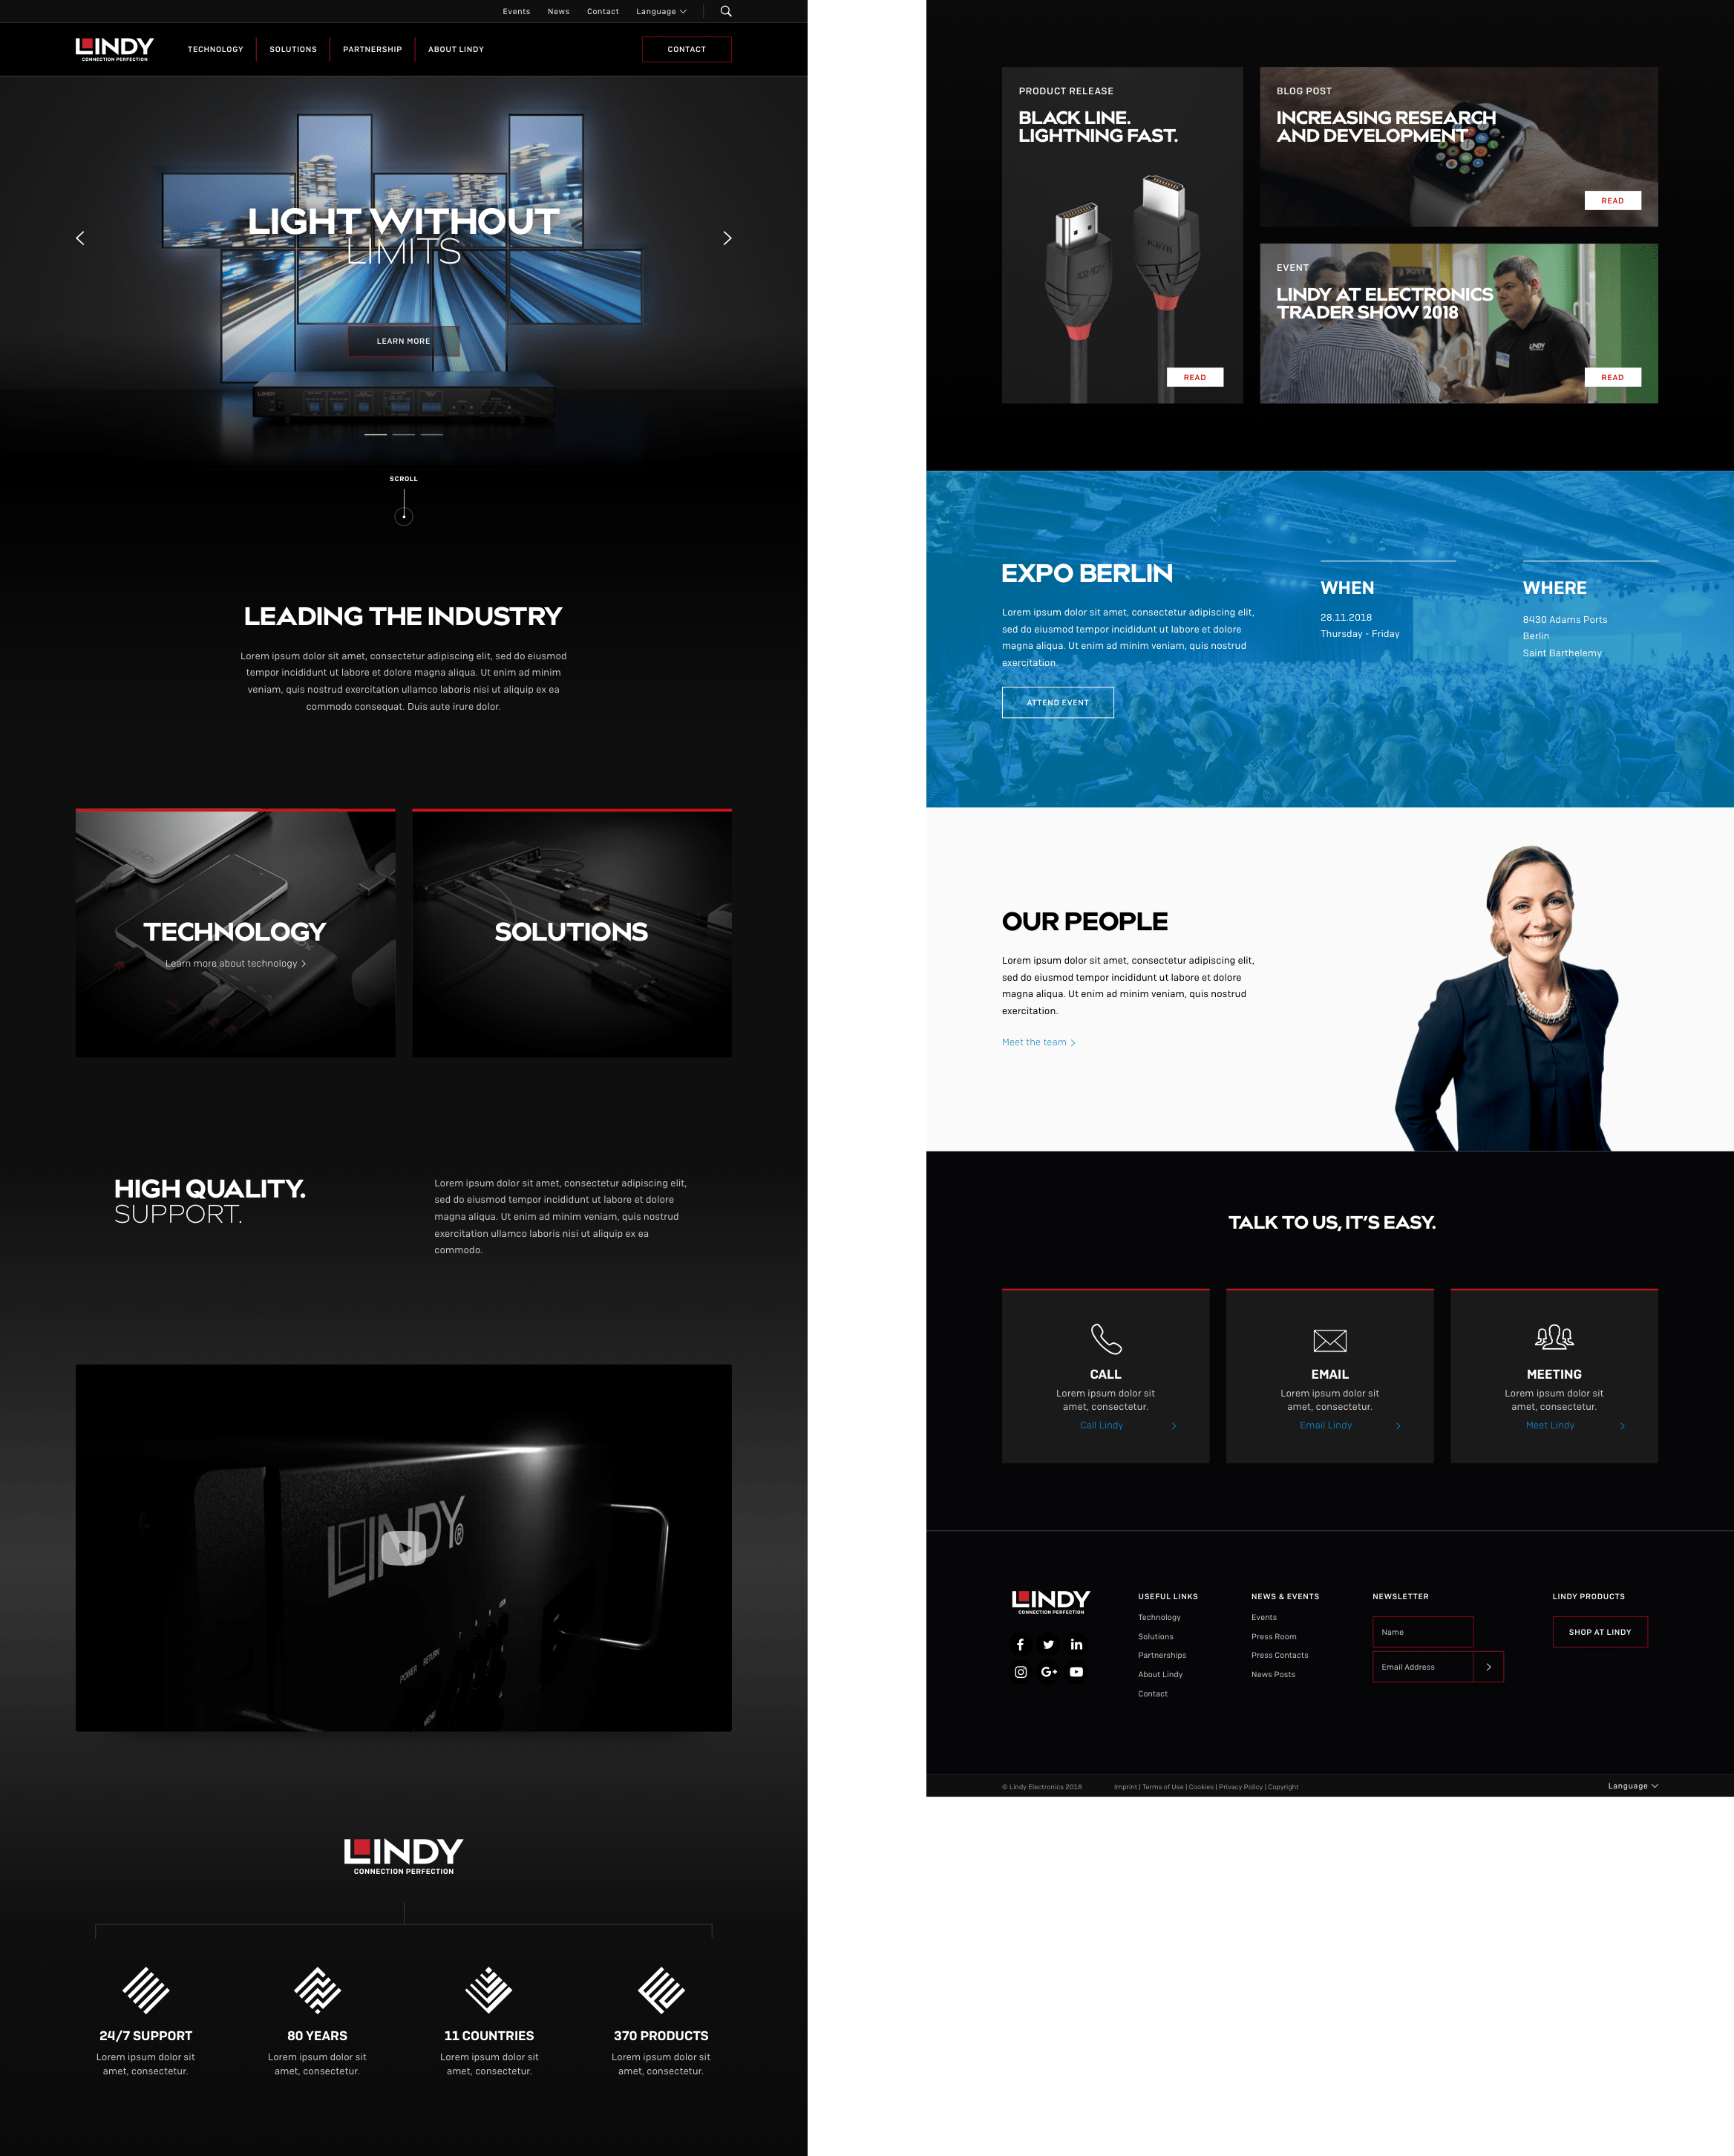 Events
News
Contact
Language
LINDY
CONNECTION PERFECTION
TECHNOLOGY
SOLUTIONS
PARTNERSHIP
ABOUT LINDY
CONTACT
LIGHT WITHOUT
LIMITS
LEARN MORE
LINDY
SCROLL
LEADING THE INDUSTRY
Lorem ipsum dolor sit amet, consectetur adipiscing elit, sed do eiusmod
tempor incididunt ut labore et dolore magna aliqua. Ut enim ad minim
veniam, quis nostrud exercitation ullamco laboris nisi ut aliquip ex ea
commodo consequat. Duis aute irure dolor.
LINDY
TECHNOLOGY
Learn more about technology
SOLUTIONS
HIGH QUALITY.
SUPPORT.
Lorem ipsum dolor sit amet, consectetur adipiscing elit,
sed do eiusmod tempor incididunt ut labore et dolore
magna aliqua. Ut enim ad minim veniam, quis nostrud
exercitation ullamco laboris nisi ut aliquip ex ea
commodo.
LINDY®
POWER
RETURN
MENU
LINDY
CONNECTION PERFECTION
24/7 SUPPORT
Lorem ipsum dolor sit
amet, consectetur.
80 YEARS
Lorem ipsum dolor sit
amet, consectetur.
11 COUNTRIES
Lorem ipsum dolor sit
amet, consectetur.
370 PRODUCTS
Lorem ipsum dolor sit
amet, consectetur.
PRODUCT RELEASE
BLACK LINE.
LIGHTNING FAST.
LINDY
HDMI
READ
BLOG POST
INCREASING RESEARCH
AND DEVELOPMENT
READ
EVENT
LINDY AT ELECTRONICS
TRADER SHOW 2018
LINDY
READ
EXPO BERLIN
Lorem ipsum dolor sit amet, consectetur adipiscing elit,
sed do eiusmod tempor incididunt ut labore et dolore
magna aliqua. Ut enim ad minim veniam, quis nostrud
exercitation.
ATTEND EVENT
WHEN
28.11.2018
Thursday - Friday
WHERE
8430 Adams Ports
Berlin
Saint Barthelemy
OUR PEOPLE
Lorem ipsum dolor sit amet, consectetur adipiscing elit,
sed do eiusmod tempor incididunt ut labore et dolore
magna aliqua. Ut enim ad minim veniam, quis nostrud
exercitation.
Meet the team
TALK TO US, IT'S EASY.
CALL
Lorem ipsum dolor sit
amet, consectetur.
Call Lindy
EMAIL
Lorem ipsum dolor sit
amet, consectetur.
Email Lindy
MEETING
Lorem ipsum dolor sit
amet, consectetur.
Meet Lindy
LINDY
CONNECTION PERFECTION
USEFUL LINKS
Technology
Solutions
Partnerships
About Lindy
Contact
NEWS & EVENTS
Events
Press Room
Press Contacts
News Posts
NEWSLETTER
Name
Email Address
LINDY PRODUCTS
SHOP AT LINDY
© Lindy Electronics 2018
Imprint | Terms of Use | Cookies | Privacy Policy | Copyright
Language